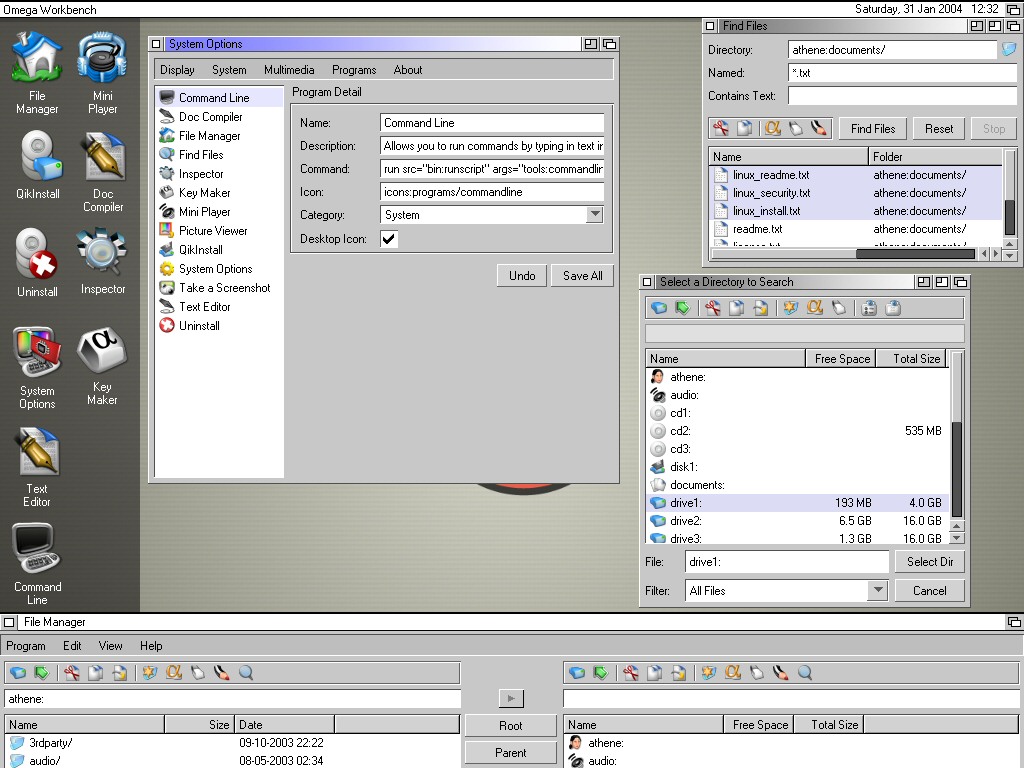 Omega Workbench
Saturday, 31 Jan 2004 12:32
File Manager
Mini Player
QikInstall
Doc Compiler
Uninstall
Inspector
System Options
Key Maker
Text Editor
Command Line
System Options
Display System Multimedia Programs About
Command Line
Doc Compiler
File Manager
Find Files
Inspector
Key Maker
Mini Player
Picture Viewer
QikInstall
System Options
Take a Screenshot
Text Editor
Uninstall
Program Detail
Name: Command Line
Description: Allows you to run commands by typing in text in
Command: run src="bin:runscript" args="tools:commandlin
Icon: icons:programs/commandline
Category: System
Desktop Icon:
Undo Save All
Find Files
Directory: athene:documents/
Named: *.txt
Contains Text:
Find Files Reset Stop
Name Folder
linux_readme.txt athene:documents/
linux_security.txt athene:documents/
linux_install.txt athene:documents/
readme.txt athene:documents/
Select a Directory to Search
Name Free Space Total Size
athene:
audio:
cd1:
cd2: 535 MB
cd3:
disk1:
documents:
drive1: 193 MB 4.0 GB
drive2: 6.5 GB 16.0 GB
drive3: 1.3 GB 16.0 GB
File: drive1: Select Dir
Filter: All Files Cancel
File Manager
Program Edit View Help
athene:
Name Size Date
3rdparty/ 09-10-2003 22:22
audio/ 08-05-2003 02:34
Root
Parent
Name Free Space Total Size
athene:
audio: